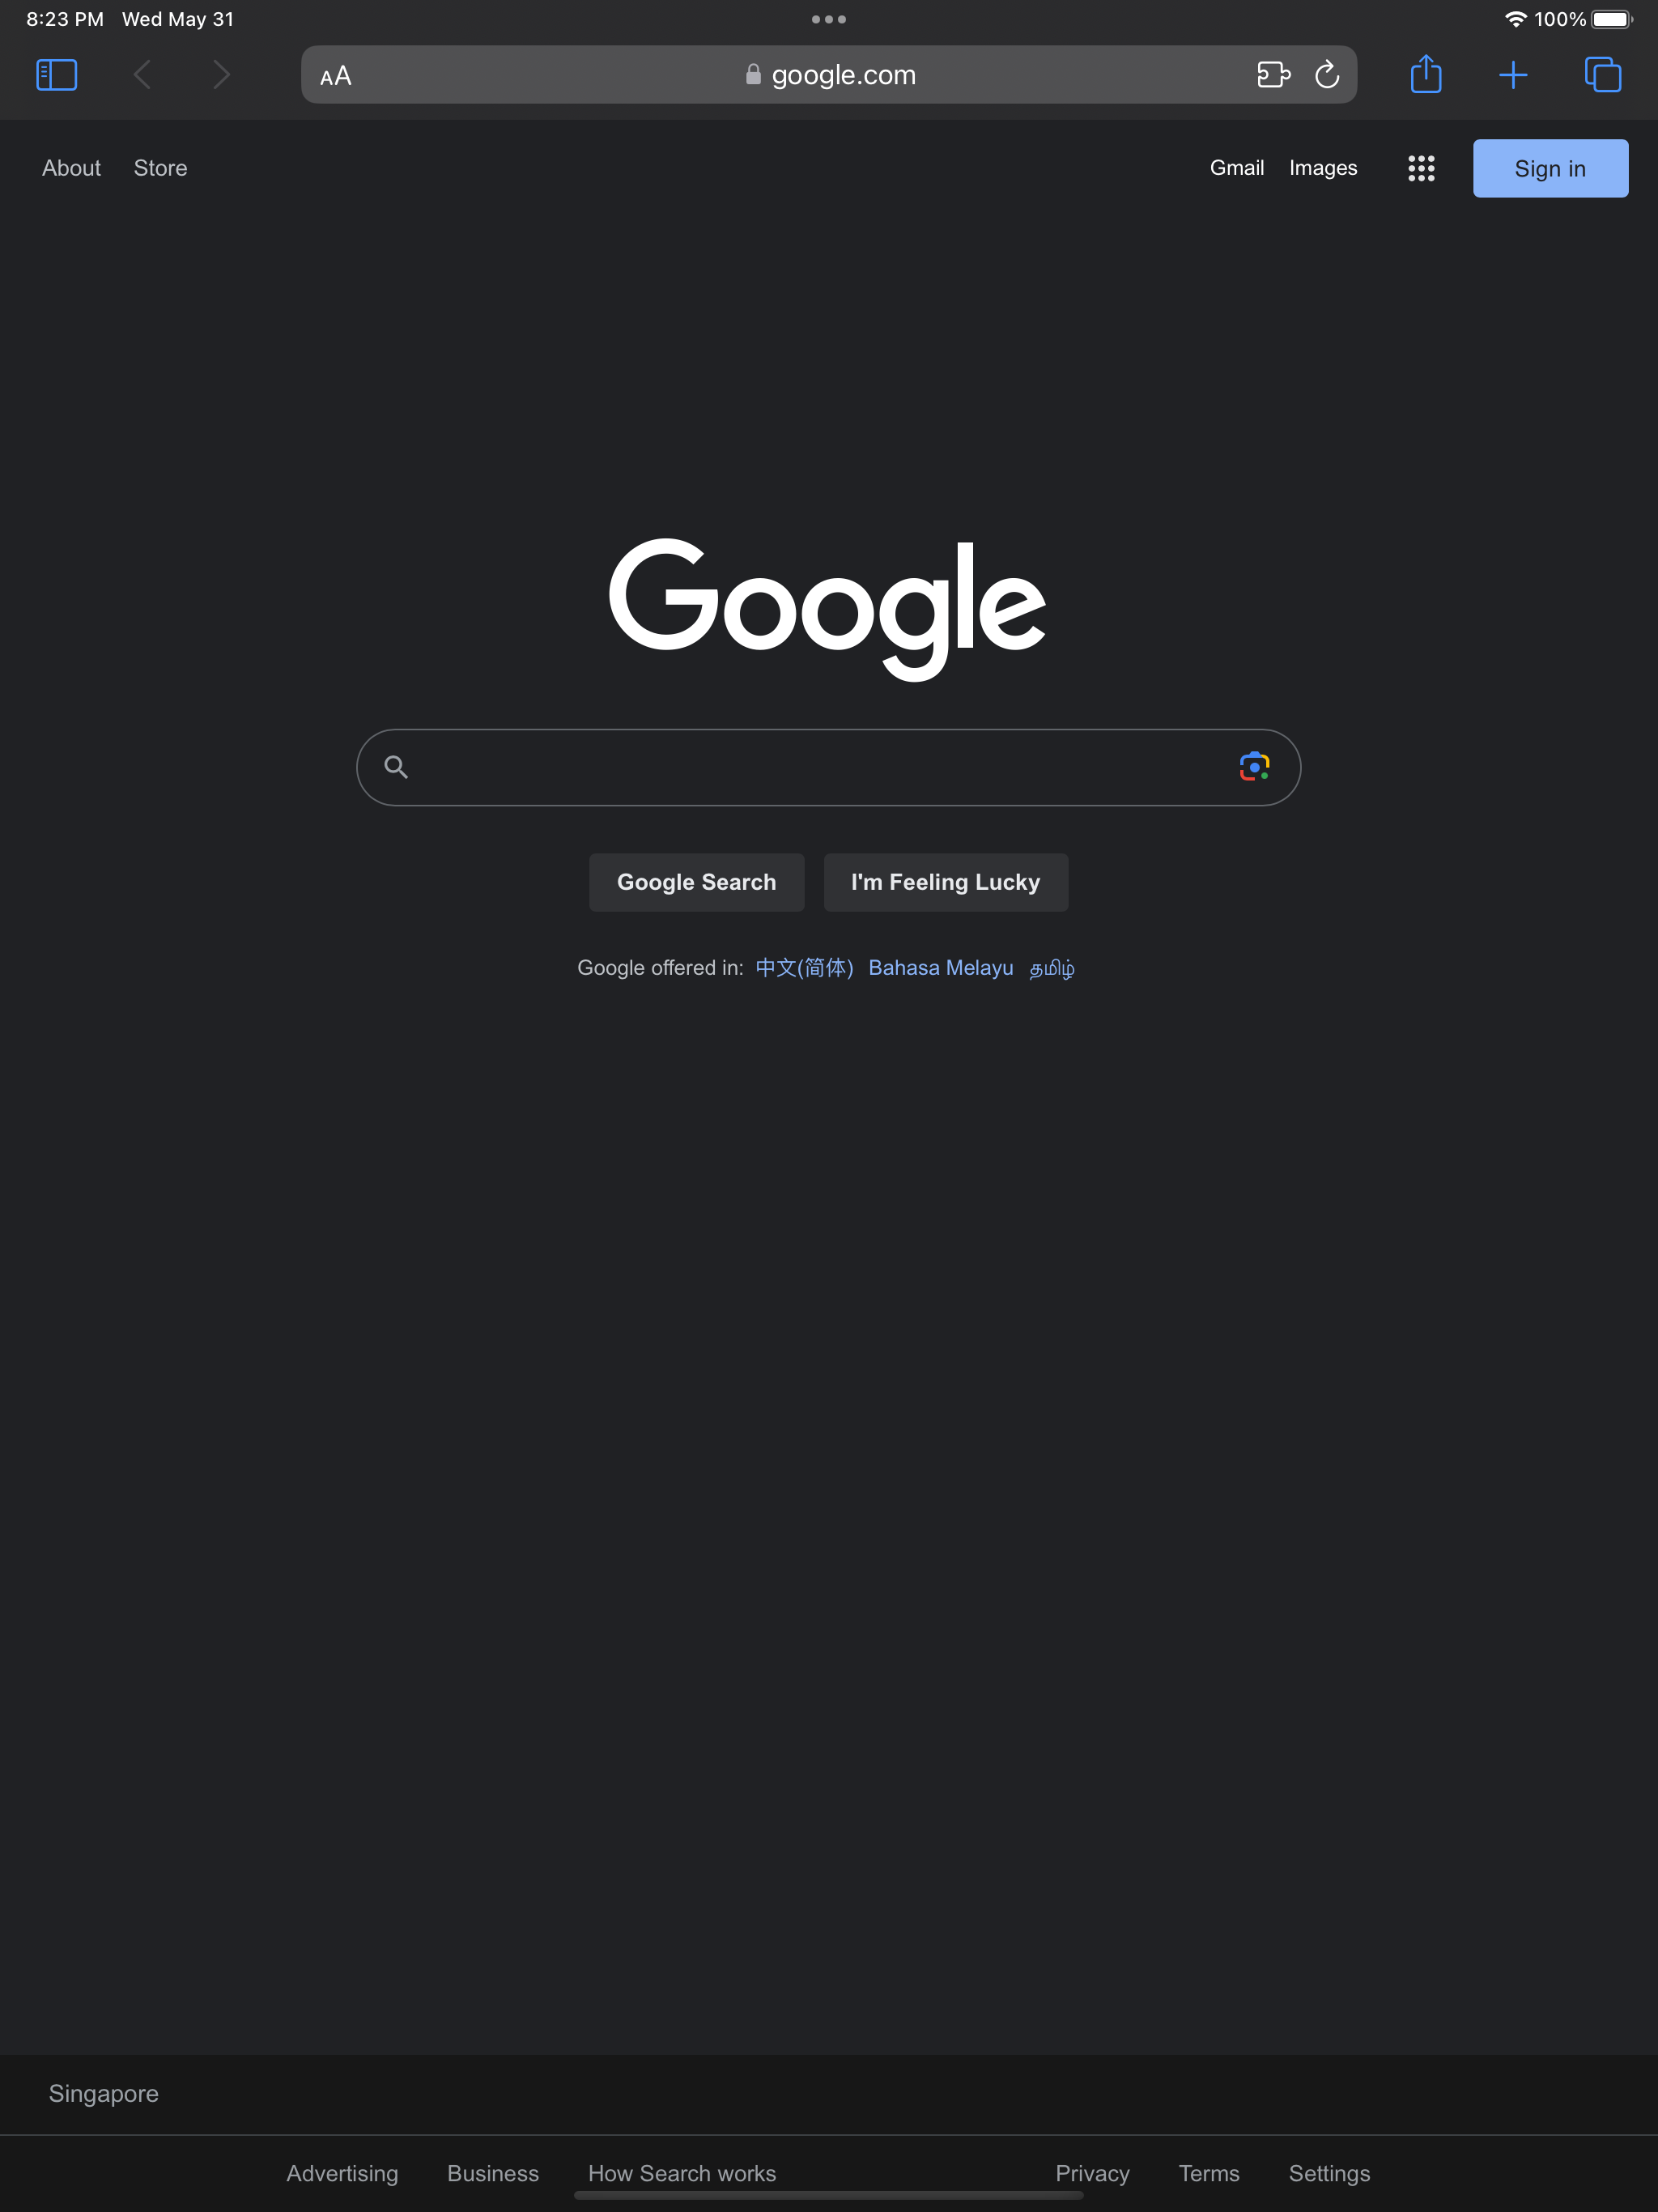 8:23 PM Wed May 31 100%
AA google.com
About Store Gmail Images Sign in
Google
Google Search I'm Feeling Lucky
Google offered in: 中文(简体) Bahasa Melayu தமிழ்
Singapore
Advertising Business How Search works Privacy Terms Settings